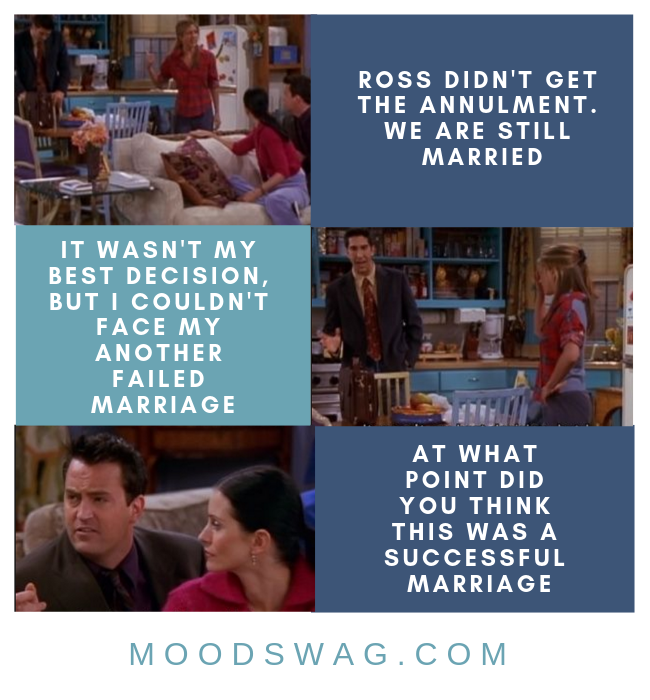 ROSS DIDN'T GET
THE ANNULMENT.
WE ARE STILL
MARRIED
IT WASN'T MY
BEST DECISION,
BUT I COULDN'T
FACE MY
ANOTHER
FAILED
MARRIAGE
AT WHAT
POINT DID
YOU THINK
THIS WAS A
SUCCESSFUL
MARRIAGE
MOODSWAG.COM